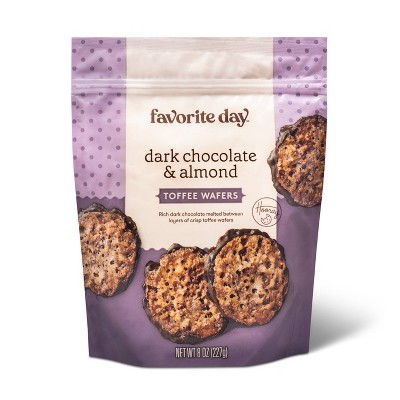 favorite day.
dark chocolate
& almond
TOFFEE WAFERS
Rich dark chocolate melted between
layers of crisp toffee wafers
NET WT 8 OZ (227g)